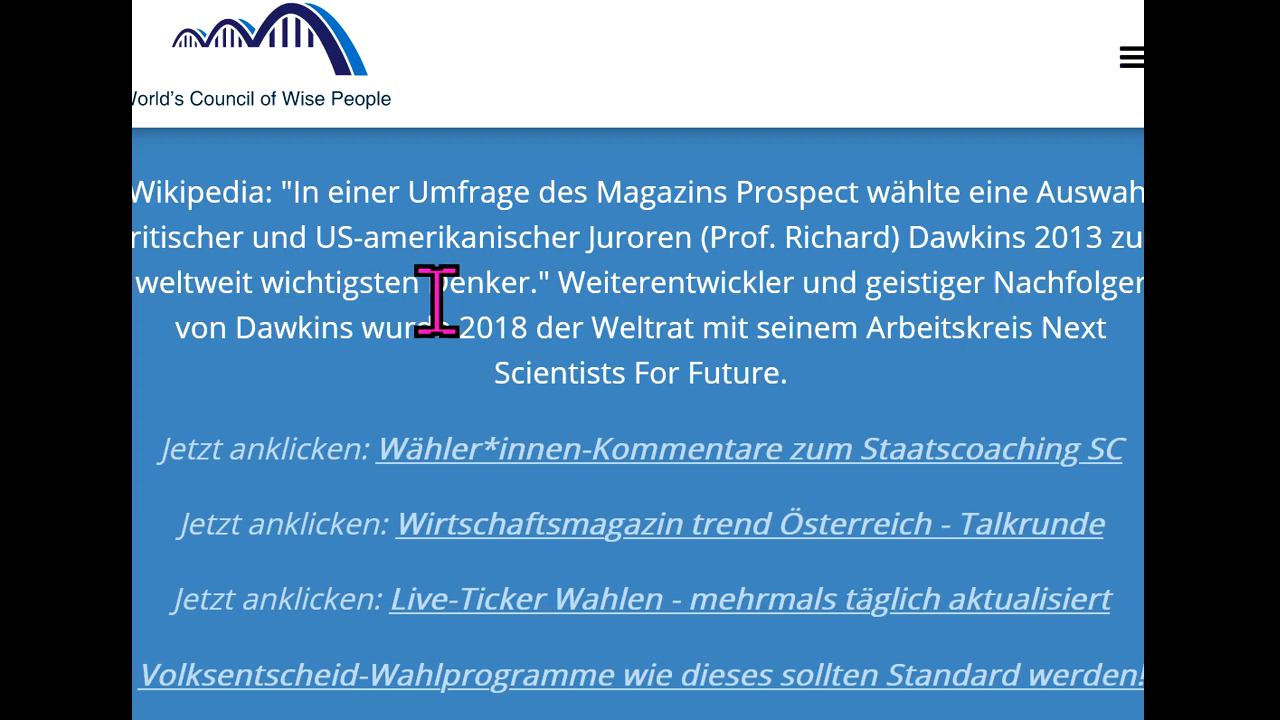 World's Council of Wise People
Wikipedia: "In einer Umfrage des Magazins Prospect wählte eine Auswah
ritischer und US-amerikanischer Juroren (Prof. Richard) Dawkins 2013 zu
weltweit wichtigsten Denker." Weiterentwickler und geistiger Nachfolger
von Dawkins wurde 2018 der Weltrat mit seinem Arbeitskreis Next
Scientists For Future.
Jetzt anklicken: Wähler*innen-Kommentare zum Staatscoaching SC
Jetzt anklicken: Wirtschaftsmagazin trend Österreich - Talkrunde
Jetzt anklicken: Live-Ticker Wahlen - mehrmals täglich aktualisiert
Volksentscheid-Wahlprogramme wie dieses sollten Standard werden!